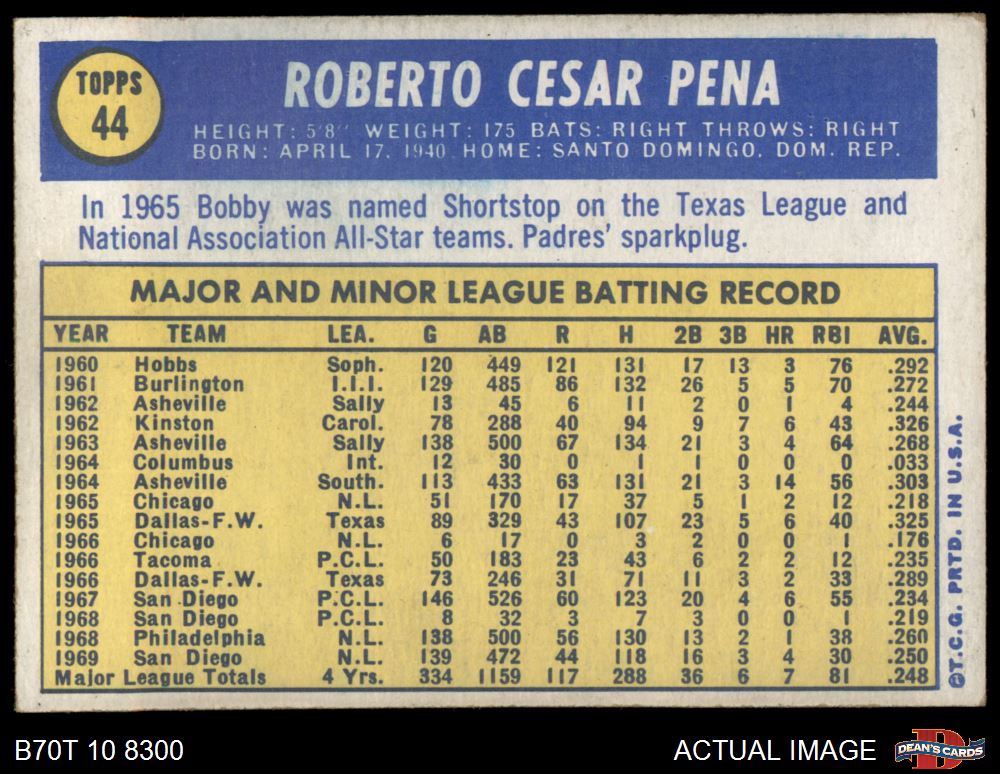 TOPPS
44
ROBERTO CESAR PENA
HEIGHT: 5'8" WEIGHT: 175 BATS: RIGHT THROWS: RIGHT
BORN: APRIL 17, 1940 HOME: SANTO DOMINGO, DOM. REP.
In 1965 Bobby was named Shortstop on the Texas League and
National Association All-Star teams. Padres' sparkplug.
MAJOR AND MINOR LEAGUE BATTING RECORD
YEAR TEAM LEA. G AB R H 2B 3B HR RBI AVG.
1960 Hobbs Soph. 120 449 121 131 17 13 3 76 .292
1961 Burlington I.I.I. 129 485 86 132 26 5 5 70 .272
1962 Asheville Sally 13 45 6 11 2 0 1 4 .244
1962 Kinston Carol. 78 288 40 94 9 7 6 43 .326
1963 Asheville Sally 138 500 67 134 21 3 4 64 .268
1964 Columbus Int. 12 30 0 1 1 0 0 0 .033
1964 Asheville South. 113 433 63 131 21 3 14 56 .303
1965 Chicago N.L. 51 170 17 37 5 1 2 12 .218
1965 Dallas-F.W. Texas 89 329 43 107 23 5 6 40 .325
1966 Chicago N.L. 6 17 0 3 2 0 0 1 .176
1966 Tacoma P.C.L. 50 183 23 43 6 2 2 12 .235
1966 Dallas-F.W. Texas 73 246 31 71 11 3 2 33 .289
1967 San Diego P.C.L. 146 526 60 123 20 4 6 55 .234
1968 San Diego P.C.L. 8 32 3 7 3 0 0 1 .219
1968 Philadelphia N.L. 138 500 56 130 13 2 1 38 .260
1969 San Diego N.L. 139 472 44 118 16 3 4 30 .250
Major League Totals 4 Yrs. 334 1159 117 288 36 6 7 81 .248
©T.C.G. PRTD. IN U.S.A.
B70T 10 8300
ACTUAL IMAGE
D
DEAN'S CARDS